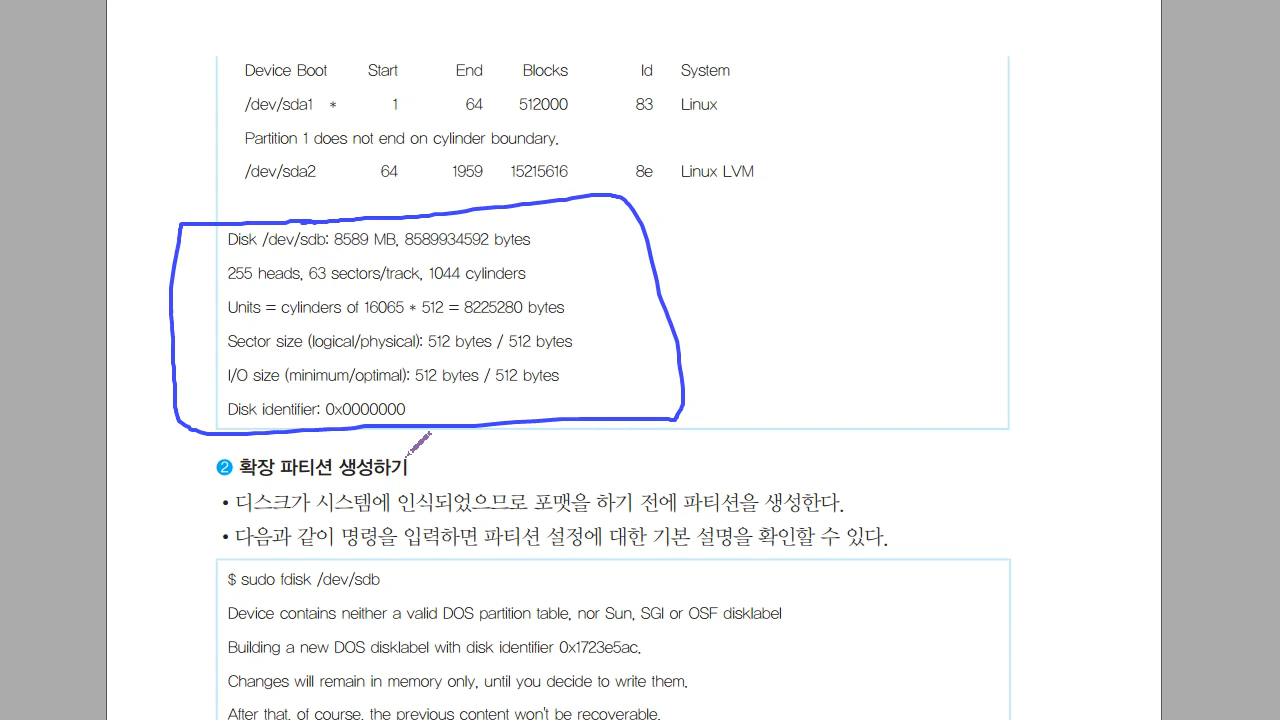 Device Boot Start End Blocks Id System
/dev/sda1 * 1 64 512000 83 Linux
Partition 1 does not end on cylinder boundary.
/dev/sda2 64 1959 15215616 8e Linux LVM
Disk /dev/sdb: 8589 MB, 8589934592 bytes
255 heads, 63 sectors/track, 1044 cylinders
Units = cylinders of 16065 * 512 = 8225280 bytes
Sector size (logical/physical): 512 bytes / 512 bytes
I/O size (minimum/optimal): 512 bytes / 512 bytes
Disk identifier: 0x0000000
❷ 확장 파티션 생성하기
• 디스크가 시스템에 인식되었으므로 포맷을 하기 전에 파티션을 생성한다.
• 다음과 같이 명령을 입력하면 파티션 설정에 대한 기본 설명을 확인할 수 있다.
$ sudo fdisk /dev/sdb
Device contains neither a valid DOS partition table, nor Sun, SGI or OSF disklabel
Building a new DOS disklabel with disk identifier 0x1723e5ac.
Changes will remain in memory only, until you decide to write them.
After that, of course, the previous content won't be recoverable.